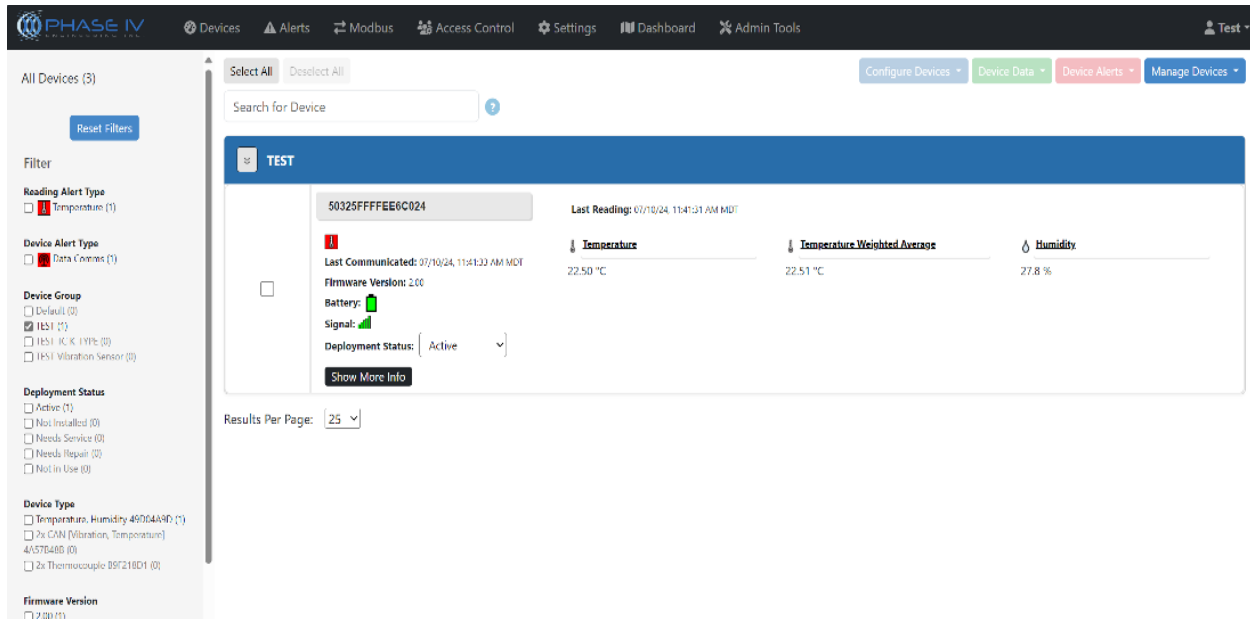 PHASE IV
ENGINEERING INC
Devices
Alerts
Modbus
Access Control
Settings
Dashboard
Admin Tools
Test
All Devices (3)
Reset Filters
Filter
Reading Alert Type
Temperature (1)
Device Alert Type
Data Comms (1)
Device Group
Default (0)
TEST (1)
TEST TC K TYPE (0)
TEST Vibration Sensor (0)
Deployment Status
Active (1)
Not Installed (0)
Needs Service (0)
Needs Repair (0)
Not in Use (0)
Device Type
Temperature, Humidity 49D04A9D (1)
2x CAN [Vibration, Temperature]
4A57B48B (0)
2x Thermocouple B9F218D1 (0)
Firmware Version
2.00 (1)
Select All
Deselect All
Configure Devices
Device Data
Device Alerts
Manage Devices
Search for Device
?
TEST
50325FFFFEE6C024
Last Communicated: 07/10/24, 11:41:33 AM MDT
Firmware Version: 2.00
Battery:
Signal:
Deployment Status: Active
Show More Info
Last Reading: 07/10/24, 11:41:31 AM MDT
Temperature
22.50 °C
Temperature Weighted Average
22.51 °C
Humidity
27.8 %
Results Per Page: 25